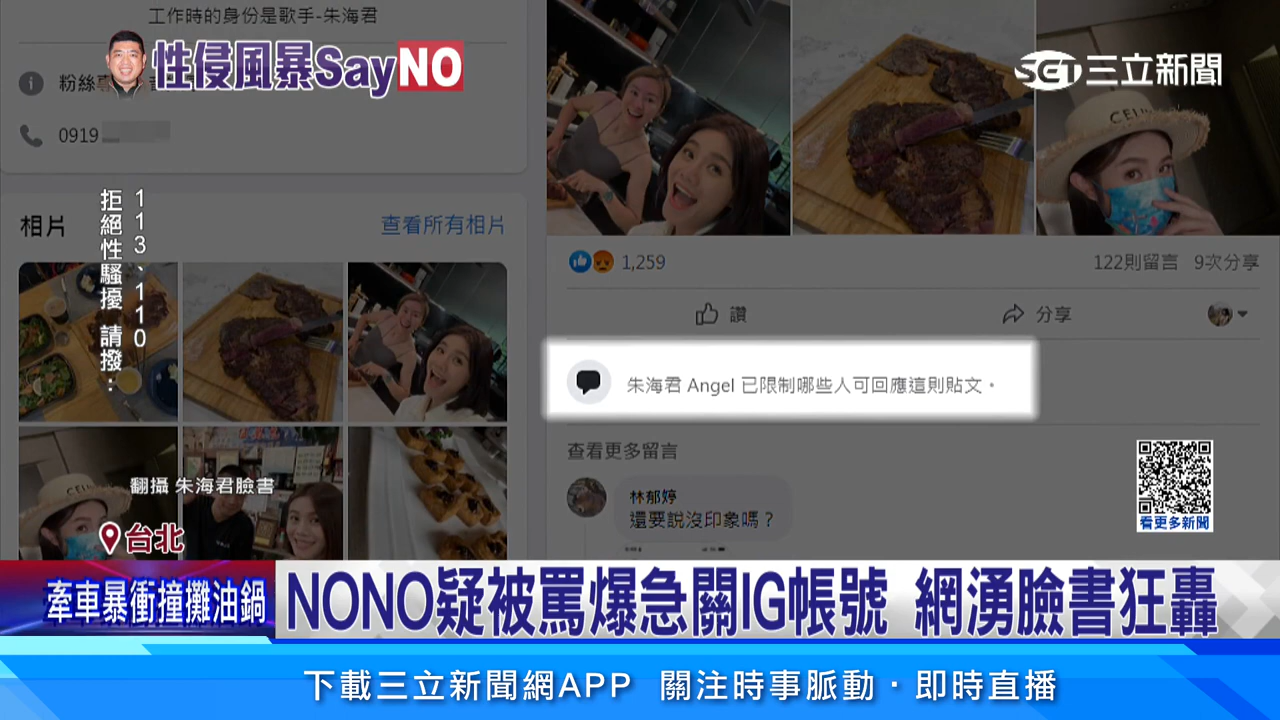 工作時的身份是歌手-朱海君
性侵風暴SayNO
SET三立新聞
粉絲專
0919
相片
查看所有相片
拒絕性騷擾 請撥：
113、110
CELI
1,259
122則留言 9次分享
讚
分享
朱海君 Angel 已限制哪些人可回應這則貼文。
查看更多留言
林郁婷
還要說沒印象嗎？
看更多新聞
翻攝 朱海君臉書
台北
牽車暴衝撞攤油鍋
NONO疑被罵爆急關IG帳號 網湧臉書狂轟
下載三立新聞網APP 關注時事脈動．即時直播